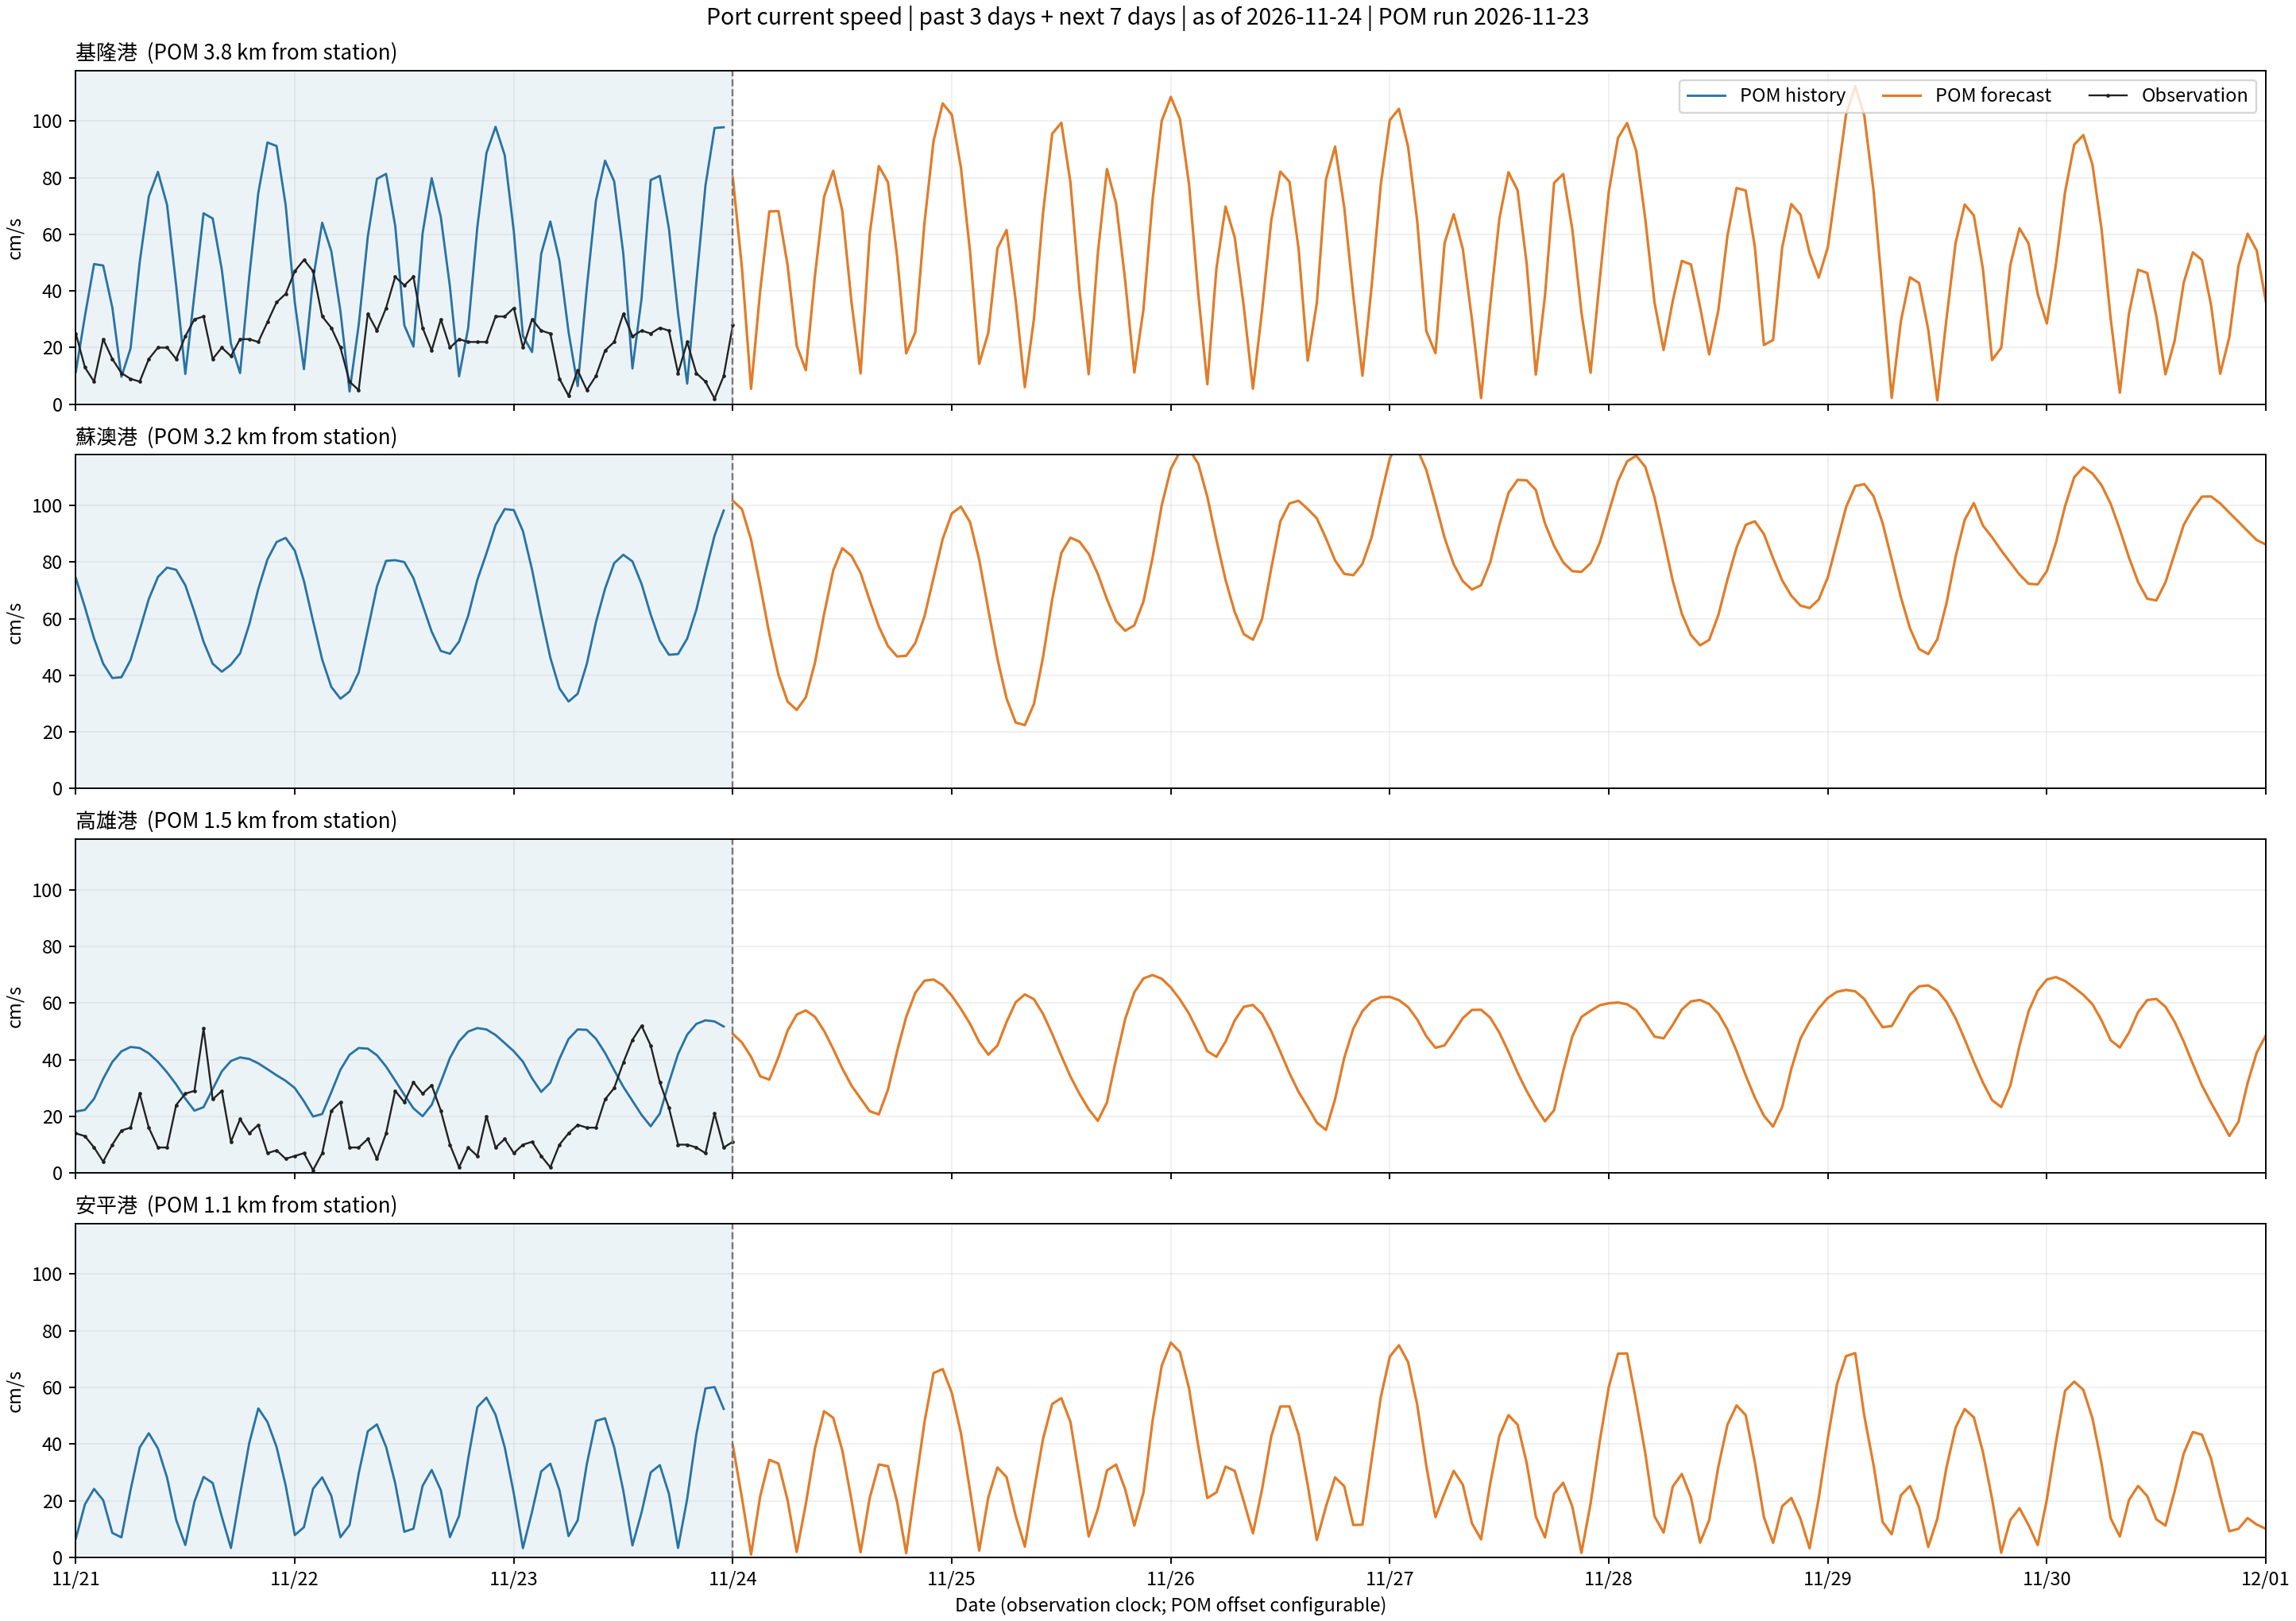 Port current speed | past 3 days + next 7 days | as of 2026-11-24 | POM run 2026-11-23
基隆港 (POM 3.8 km from station)
POM history
POM forecast
Observation
100
80
60
40
20
0
cm/s
蘇澳港 (POM 3.2 km from station)
100
80
60
40
20
0
cm/s
高雄港 (POM 1.5 km from station)
100
80
60
40
20
0
cm/s
安平港 (POM 1.1 km from station)
100
80
60
40
20
0
cm/s
11/21 11/22 11/23 11/24 11/25 11/26 11/27 11/28 11/29 11/30 12/01
Date (observation clock; POM offset configurable)